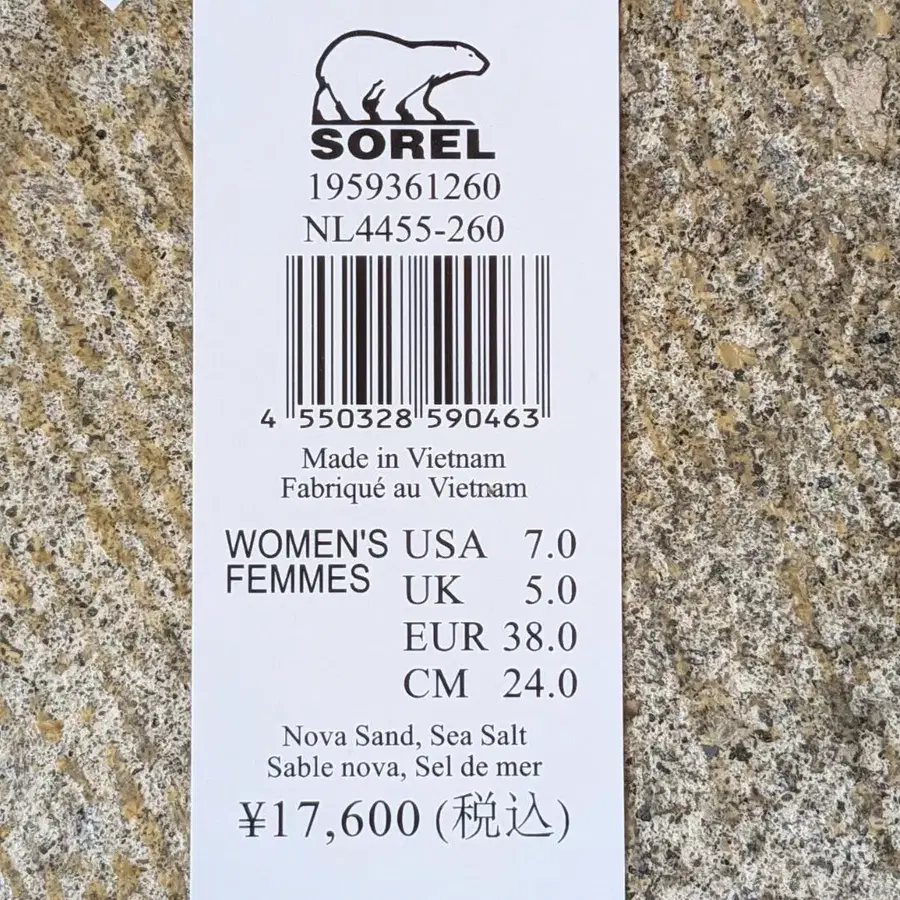 SOREL
1959361260
NL4455-260
4 550328 590463
Made in Vietnam
Fabriqué au Vietnam
WOMEN'S USA 7.0
FEMMES UK 5.0
EUR 38.0
CM 24.0
Nova Sand, Sea Salt
Sable nova, Sel de mer
¥17,600 (税込)